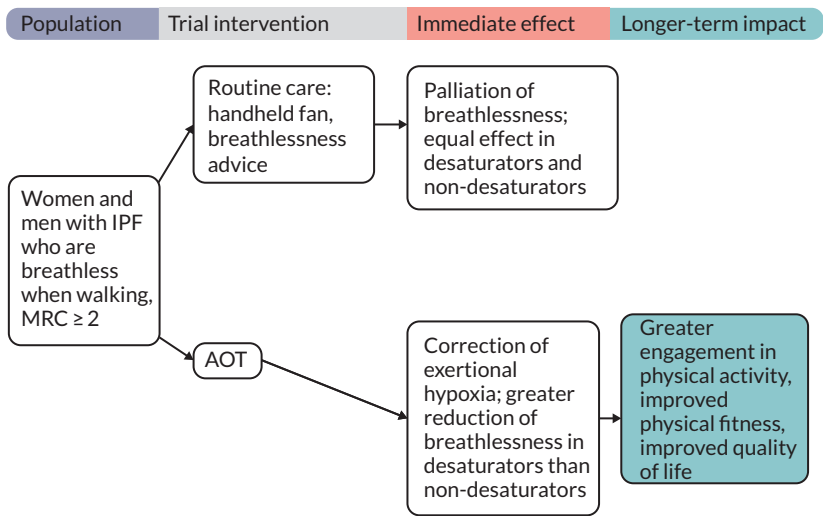 Population
Trial intervention
Immediate effect
Longer-term impact
Routine care:
handheld fan,
breathlessness
advice
Palliation of
breathlessness;
equal effect in
desaturators and
non-desaturators
Women and
men with IPF
who are
breathless
when walking,
MRC ≥ 2
AOT
Correction of
exertional
hypoxia; greater
reduction of
breathlessness in
desaturators than
non-desaturators
Greater
engagement in
physical activity,
improved
physical fitness,
improved quality
of life